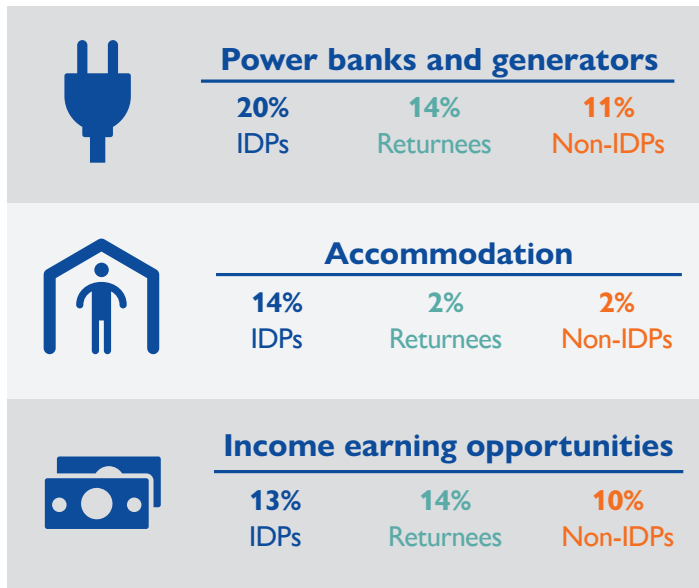 Power banks and generators
20% 14% 11%
IDPs Returnees Non-IDPs
Accommodation
14% 2% 2%
IDPs Returnees Non-IDPs
Income earning opportunities
13% 14% 10%
IDPs Returnees Non-IDPs